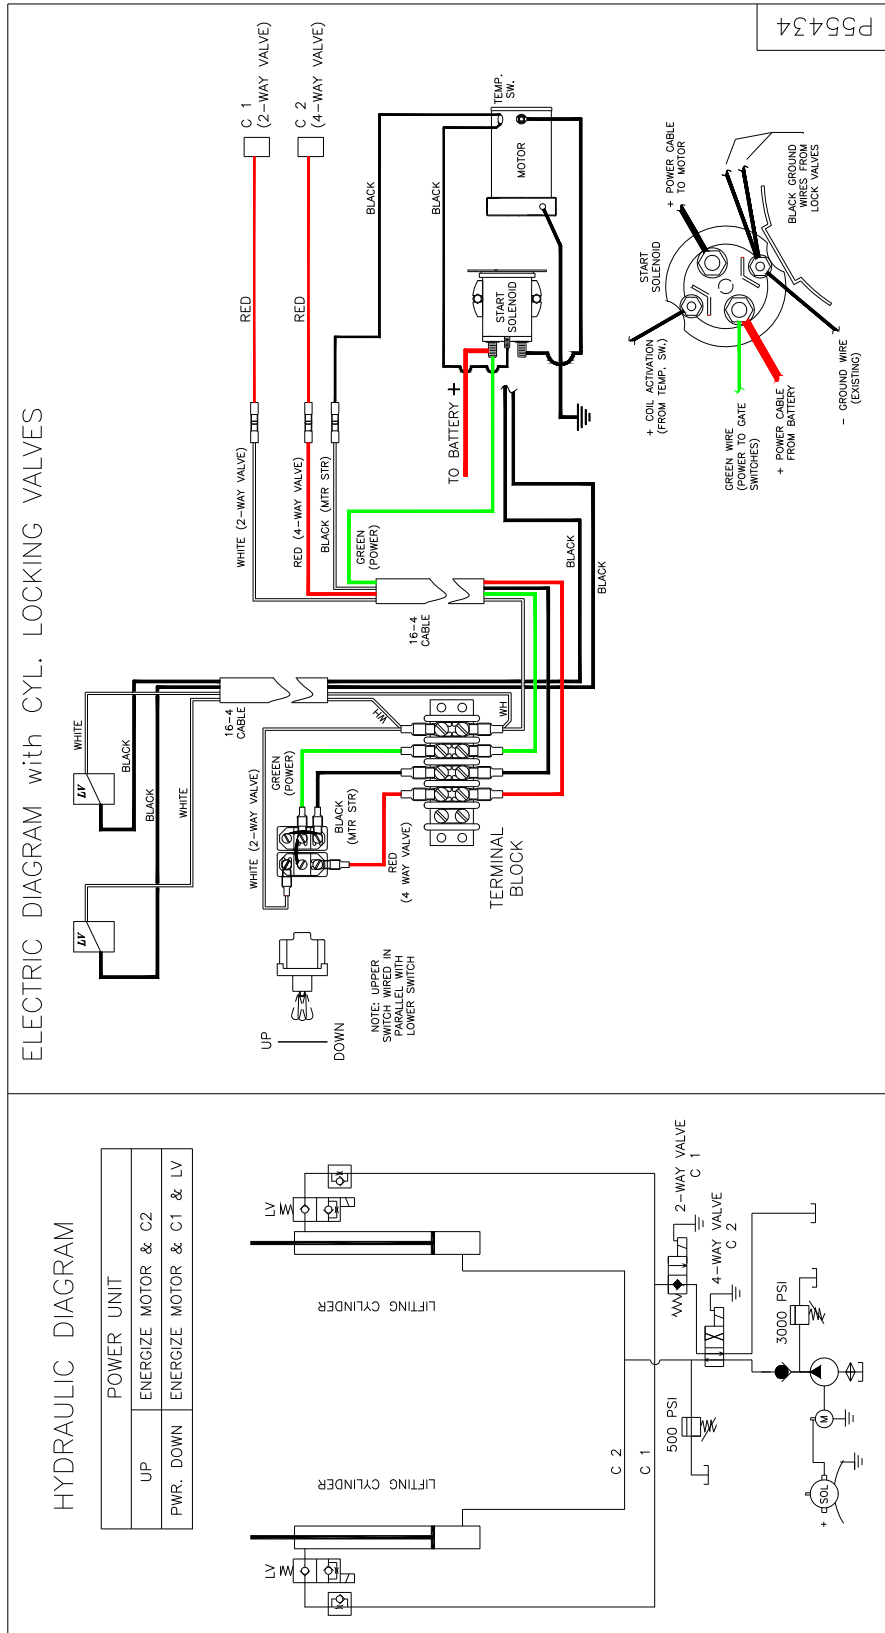 P55434
ELECTRIC DIAGRAM with CYL. LOCKING VALVES
C 1
(2-WAY VALVE)
C 2
(4-WAY VALVE)
RED
RED
BLACK
BLACK
TEMP.
SW.
MOTOR
START
SOLENOID
TO BATTERY +
WHITE (2-WAY VALVE)
RED (4-WAY VALVE)
BLACK (MTR STR)
GREEN
(POWER)
16-4
CABLE
BLACK
BLACK
16-4
CABLE
WHITE
LV
BLACK
BLACK
WHITE
LV
WH
WH
WHITE (2-WAY VALVE)
GREEN
(POWER)
BLACK
(MTR STR)
RED
(4 WAY VALVE)
TERMINAL
BLOCK
UP
DOWN
NOTE: UPPER
SWITCH WIRED IN
PARALLEL WITH
LOWER SWITCH
START
SOLENOID
+ POWER CABLE
TO MOTOR
BLACK GROUND
WIRES FROM
LOCK VALVES
+ COIL ACTIVATION
(FROM TEMP. SW.)
GREEN WIRE
(POWER TO GATE
SWITCHES)
+ POWER CABLE
FROM BATTERY
- GROUND WIRE
(EXISTING)
HYDRAULIC DIAGRAM
POWER UNIT
UP
ENERGIZE MOTOR & C2
PWR. DOWN
ENERGIZE MOTOR & C1 & LV
LV
LIFTING CYLINDER
LV
LIFTING CYLINDER
C 2
C 1
2-WAY VALVE
C 1
4-WAY VALVE
C 2
500 PSI
3000 PSI
M
SOL
+